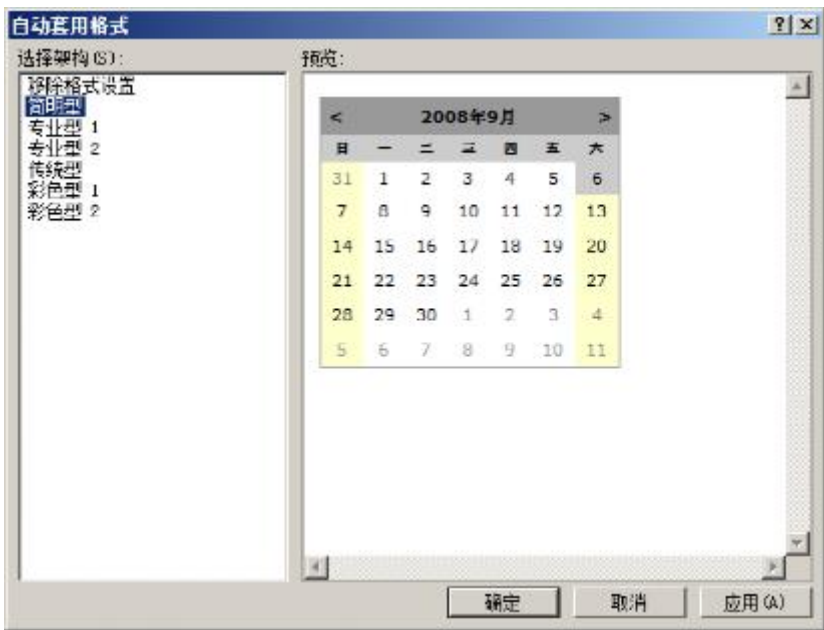 自动套用格式
选择架构(S):
移除格式设置
简明型
专业型 1
专业型 2
传统型
彩色型 1
彩色型 2
预览:
< 2008年9月 >
日 一 二 三 四 五 六
31 1 2 3 4 5 6
7 8 9 10 11 12 13
14 15 16 17 18 19 20
21 22 23 24 25 26 27
28 29 30 1 2 3 4
5 6 7 8 9 10 11
确定 取消 应用(A)